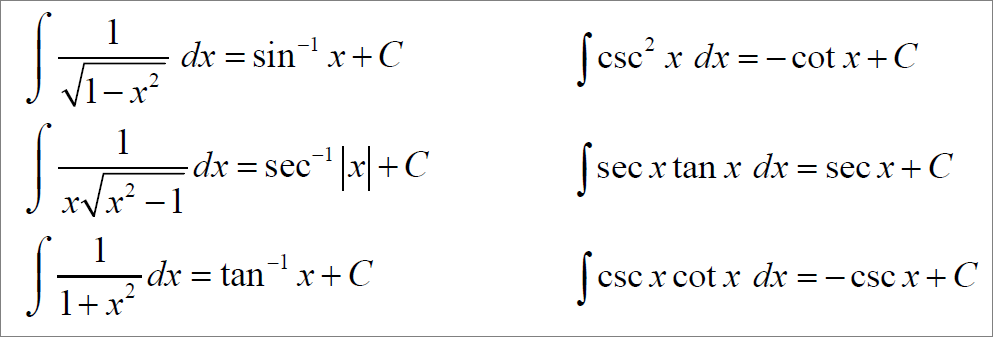 ∫ 1/√(1−x²) dx = sin⁻¹ x + C
∫ csc² x dx = − cot x + C
∫ 1/(x√(x²−1)) dx = sec⁻¹ |x| + C
∫ sec x tan x dx = sec x + C
∫ 1/(1+x²) dx = tan⁻¹ x + C
∫ csc x cot x dx = − csc x + C